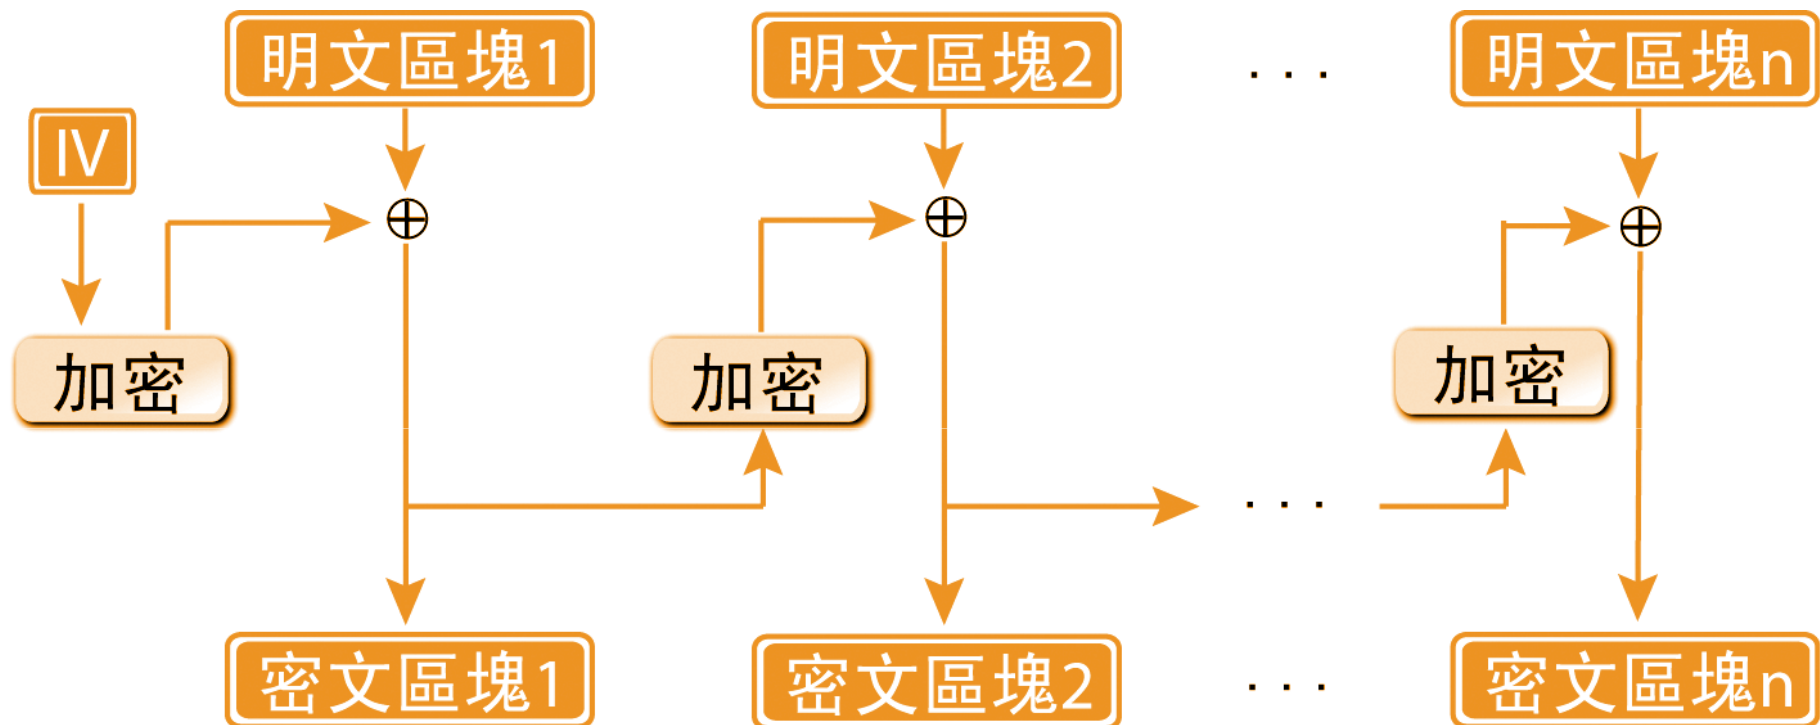 明文區塊1
明文區塊2
. . .
明文區塊n
IV
加密
加密
加密
. . .
密文區塊1
密文區塊2
. . .
密文區塊n